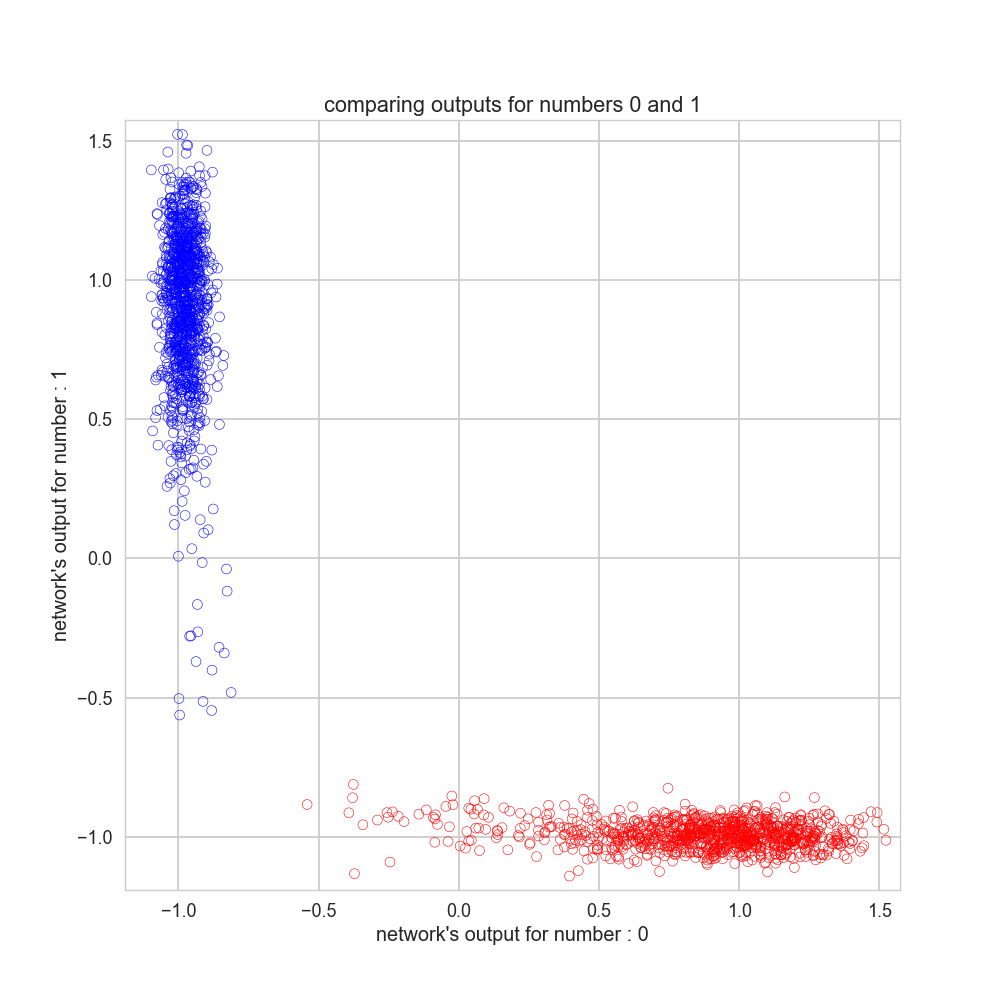 comparing outputs for numbers 0 and 1
network's output for number : 1
1.5
1.0
0.5
0.0
−0.5
−1.0
−1.0 −0.5 0.0 0.5 1.0 1.5
network's output for number : 0